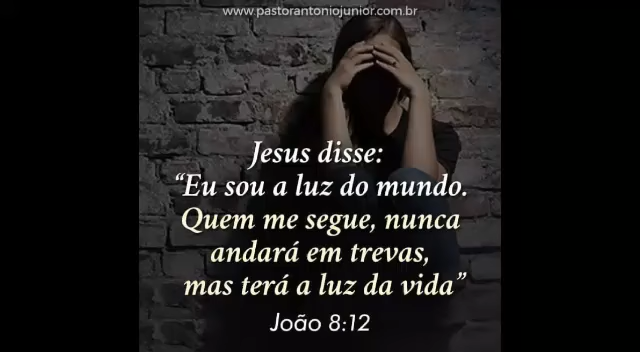 www.pastorantoniojunior.com.br
Jesus disse:
“Eu sou a luz do mundo.
Quem me segue, nunca
andará em trevas,
mas terá a luz da vida”
João 8:12